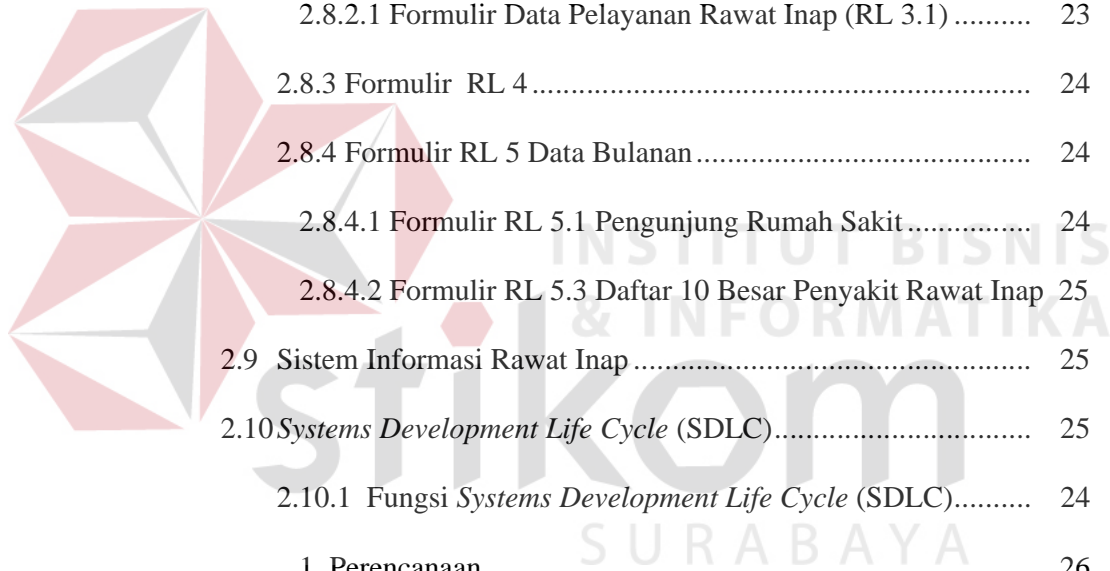 2.8.2.1 Formulir Data Pelayanan Rawat Inap (RL 3.1) .......... 23
2.8.3 Formulir RL 4 ................................................................. 24
2.8.4 Formulir RL 5 Data Bulanan ............................................ 24
2.8.4.1 Formulir RL 5.1 Pengunjung Rumah Sakit ................ 24
2.8.4.2 Formulir RL 5.3 Daftar 10 Besar Penyakit Rawat Inap 25
2.9 Sistem Informasi Rawat Inap .................................................... 25
2.10 Systems Development Life Cycle (SDLC) ................................. 25
2.10.1 Fungsi Systems Development Life Cycle (SDLC) .......... 24
1. Perencanaan 26
INSTITUT BISNIS
& INFORMATIKA
stikom
SURABAYA